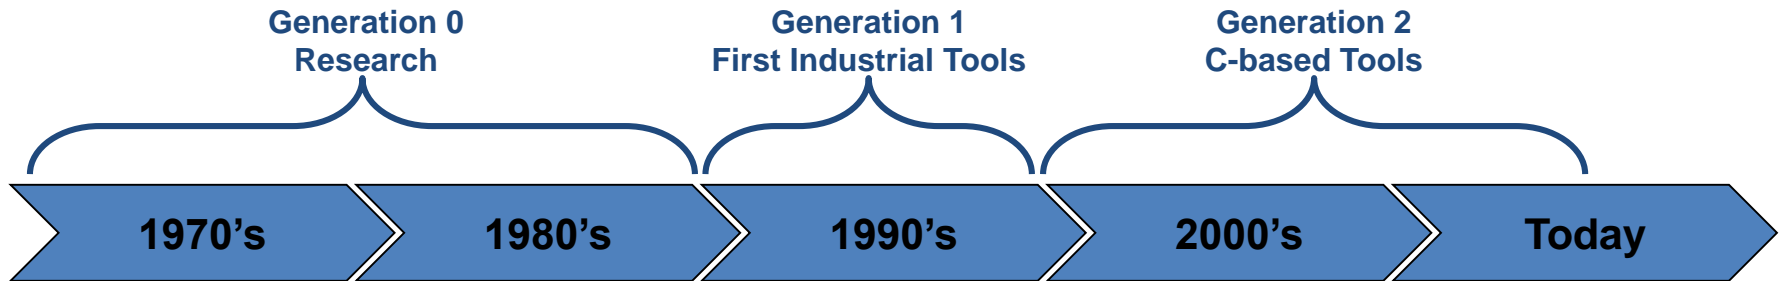 Generation 0
Research
Generation 1
First Industrial Tools
Generation 2
C-based Tools
1970’s
1980’s
1990’s
2000’s
Today